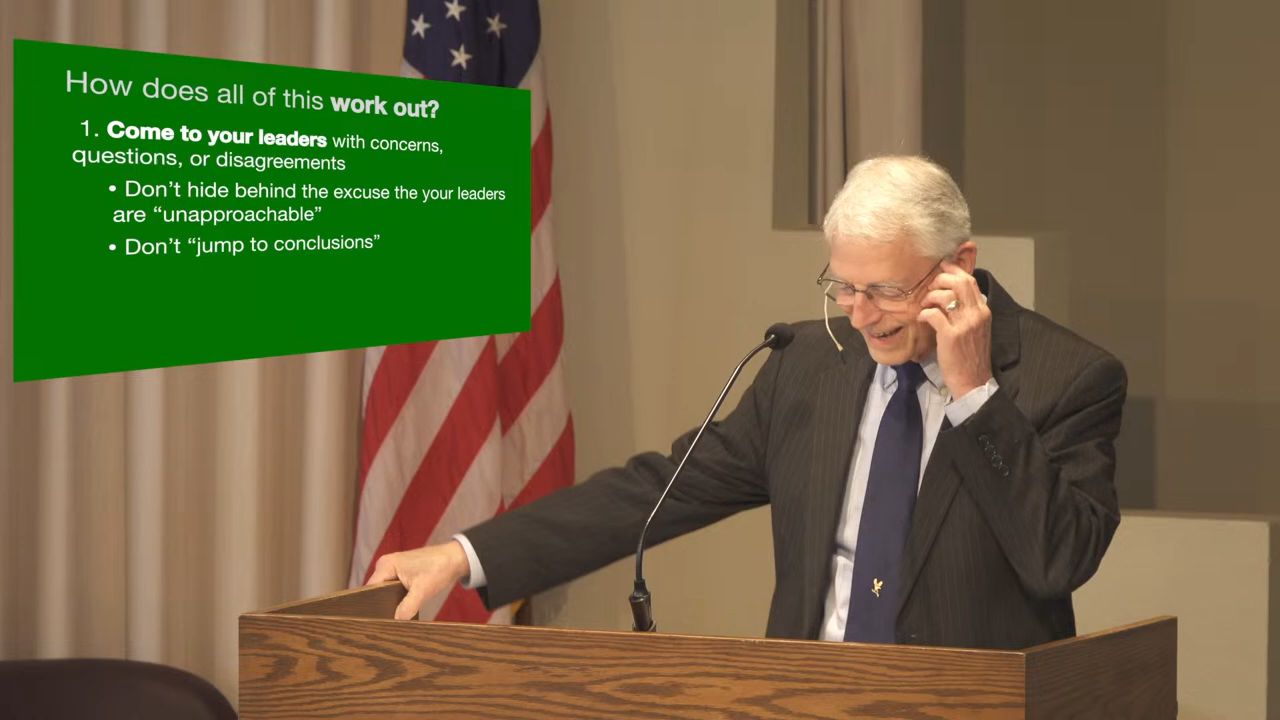 How does all of this work out?
1. Come to your leaders with concerns,
questions, or disagreements
• Don’t hide behind the excuse the your leaders
are “unapproachable”
• Don’t “jump to conclusions”